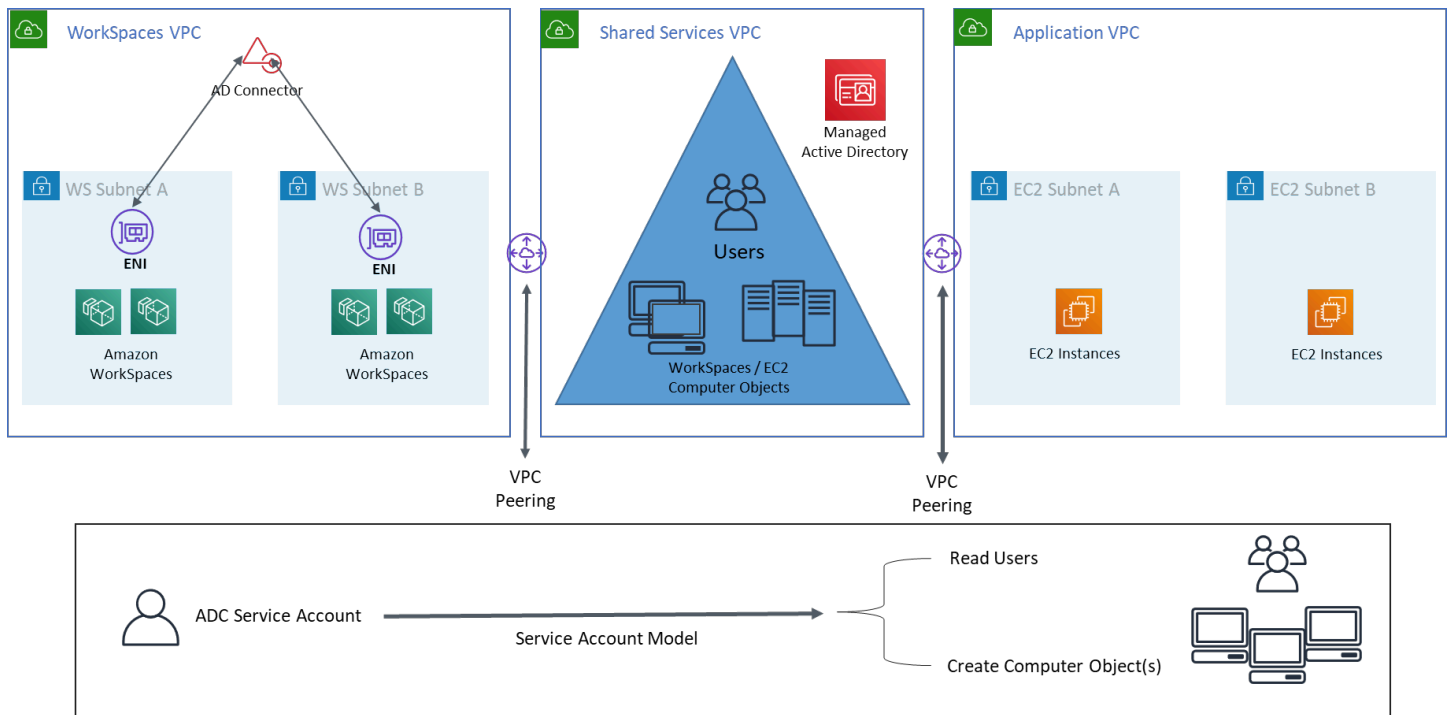 WorkSpaces VPC
AD Connector
WS Subnet A
ENI
Amazon
WorkSpaces
WS Subnet B
ENI
Amazon
WorkSpaces
Shared Services VPC
Managed
Active Directory
Users
WorkSpaces / EC2
Computer Objects
Application VPC
EC2 Subnet A
EC2 Instances
EC2 Subnet B
EC2 Instances
VPC
Peering
VPC
Peering
ADC Service Account
Service Account Model
Read Users
Create Computer Object(s)